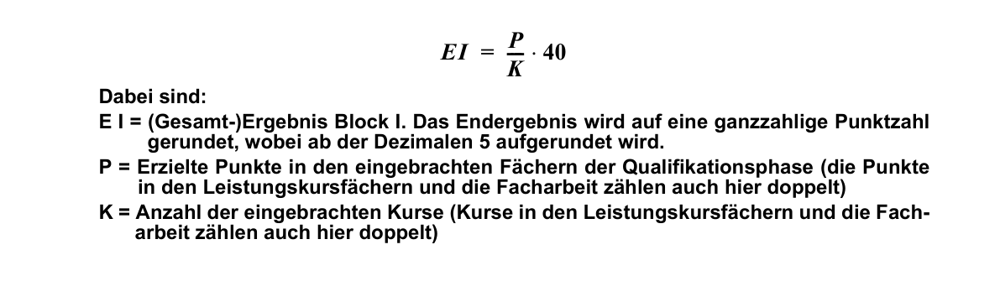 EI = P/K · 40
Dabei sind:
E I = (Gesamt-)Ergebnis Block I. Das Endergebnis wird auf eine ganzzahlige Punktzahl
gerundet, wobei ab der Dezimalen 5 aufgerundet wird.
P = Erzielte Punkte in den eingebrachten Fächern der Qualifikationsphase (die Punkte
in den Leistungskursfächern und die Facharbeit zählen auch hier doppelt)
K = Anzahl der eingebrachten Kurse (Kurse in den Leistungskursfächern und die Fach-
arbeit zählen auch hier doppelt)